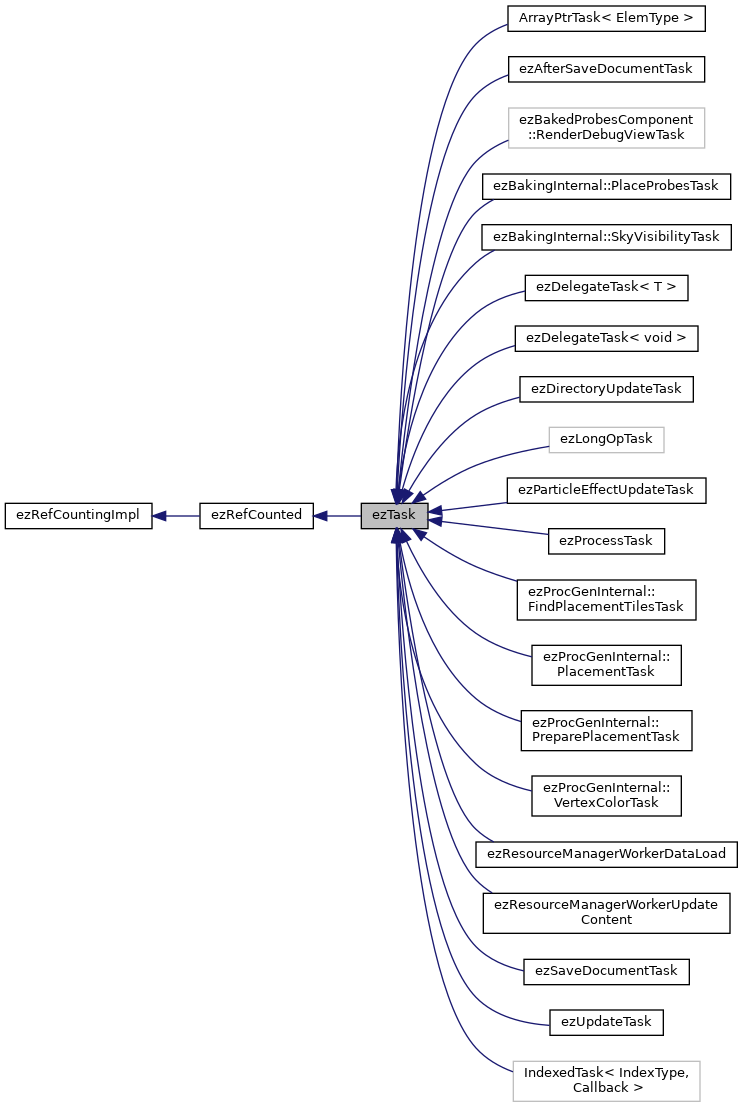 ArrayPtrTask< ElemType >
ezAfterSaveDocumentTask
ezBakedProbesComponent
::RenderDebugViewTask
ezBakingInternal::PlaceProbesTask
ezBakingInternal::SkyVisibilityTask
ezDelegateTask< T >
ezDelegateTask< void >
ezDirectoryUpdateTask
ezLongOpTask
ezParticleEffectUpdateTask
ezRefCountingImpl
ezRefCounted
ezTask
ezProcessTask
ezProcGenInternal::
FindPlacementTilesTask
ezProcGenInternal::
PlacementTask
ezProcGenInternal::
PreparePlacementTask
ezProcGenInternal::
VertexColorTask
ezResourceManagerWorkerDataLoad
ezResourceManagerWorkerUpdate
Content
ezSaveDocumentTask
ezUpdateTask
IndexedTask< IndexType,
Callback >